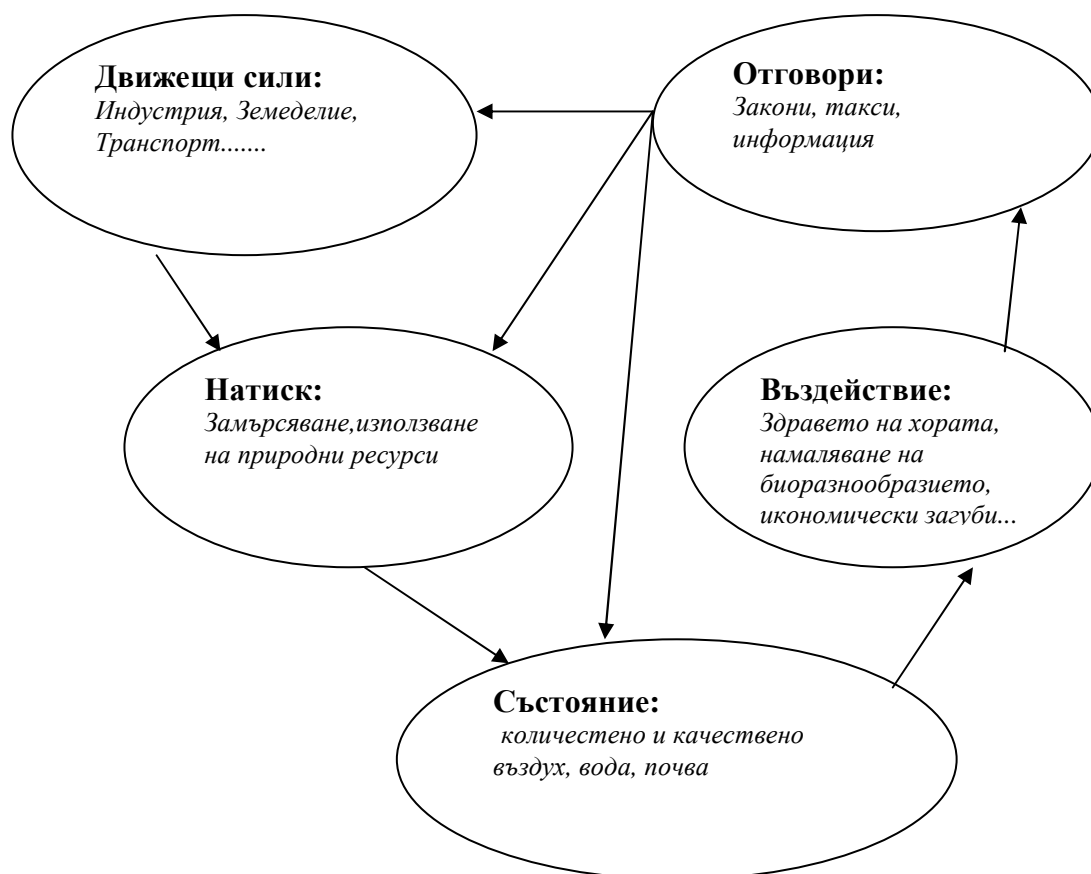 Движещи сили:
Индустрия, Земеделие,
Транспорт.......
Отговори:
Закони, такси,
информация
Натиск:
Замърсяване,използване
на природни ресурси
Въздействие:
Здравето на хората,
намаляване на
биоразнообразието,
икономически загуби...
Състояние:
количестено и качествено
въздух, вода, почва